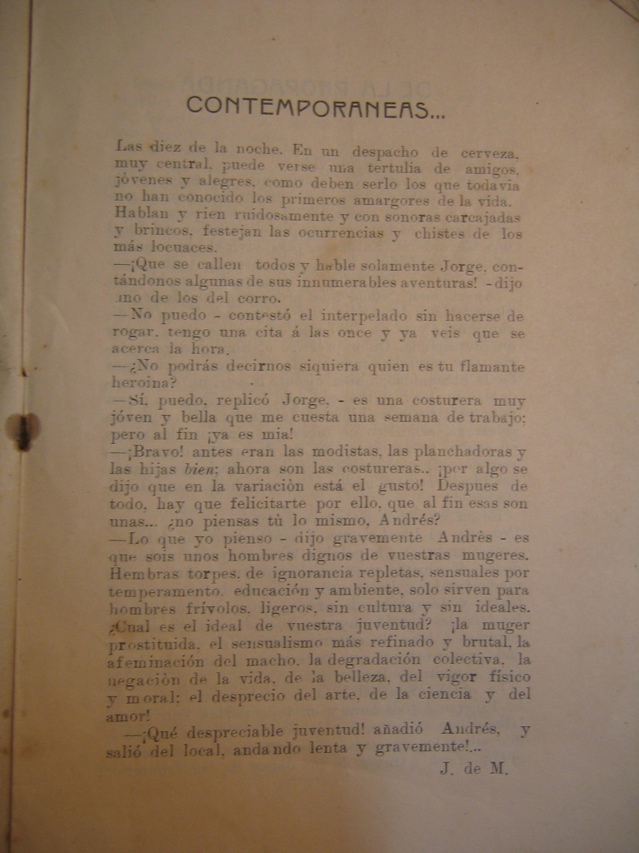 CONTEMPORANEAS...
Las diez de la noche. En un despacho de cerveza,
muy central, puede verse una tertulia de amigos,
jóvenes y alegres, como deben serlo los que todavia
no han conocido los primeros amargores de la vida.
Hablan y rien ruidosamente y con sonoras carcajadas
y brincos, festejan las ocurrencias y chistes de los
más locuaces.
—¡Que se callen todos y hable solamente Jorge, con-
tándonos algunas de sus innumerables aventuras! - dijo
uno de los del corro.
—No puedo - contestó el interpelado sin hacerse de
rogar, tengo una cita á las once y ya veis que se
acerca la hora.
—¿No podrás decirnos siquiera quien es tu flamante
heroina?
—Sí, puedo, replicó Jorge, - es una costurera muy
jóven y bella que me cuesta una semana de trabajo;
pero al fin ¡ya es mia!
—¡Bravo! antes eran las modistas, las planchadoras y
las hijas bien; ahora son las costureras.. ¡por algo se
dijo que en la variación está el gusto! Despues de
todo, hay que felicitarte por ello, que al fin esas son
unas... ¿no piensas tù lo mismo, Andrés?
—Lo que yo pienso - dijo gravemente Andrés - es
que sois unos hombres dignos de vuestras mugeres.
Hembras torpes, de ignorancia repletas, sensuales por
temperamento, educación y ambiente, solo sirven para
hombres frívolos, ligeros, sin cultura y sin ideales.
¿Cual es el ideal de vuestra juventud? ¡la muger
prostituida, el sensualismo más refinado y brutal, la
afeminación del macho, la degradación colectiva, la
negación de la vida, de la belleza, del vigor físico
y moral; el desprecio del arte, de la ciencia y del
amor!
—¡Qué despreciable juventud! añadió Andrés, y
salió del local, andando lenta y gravemente!...
J. de M.